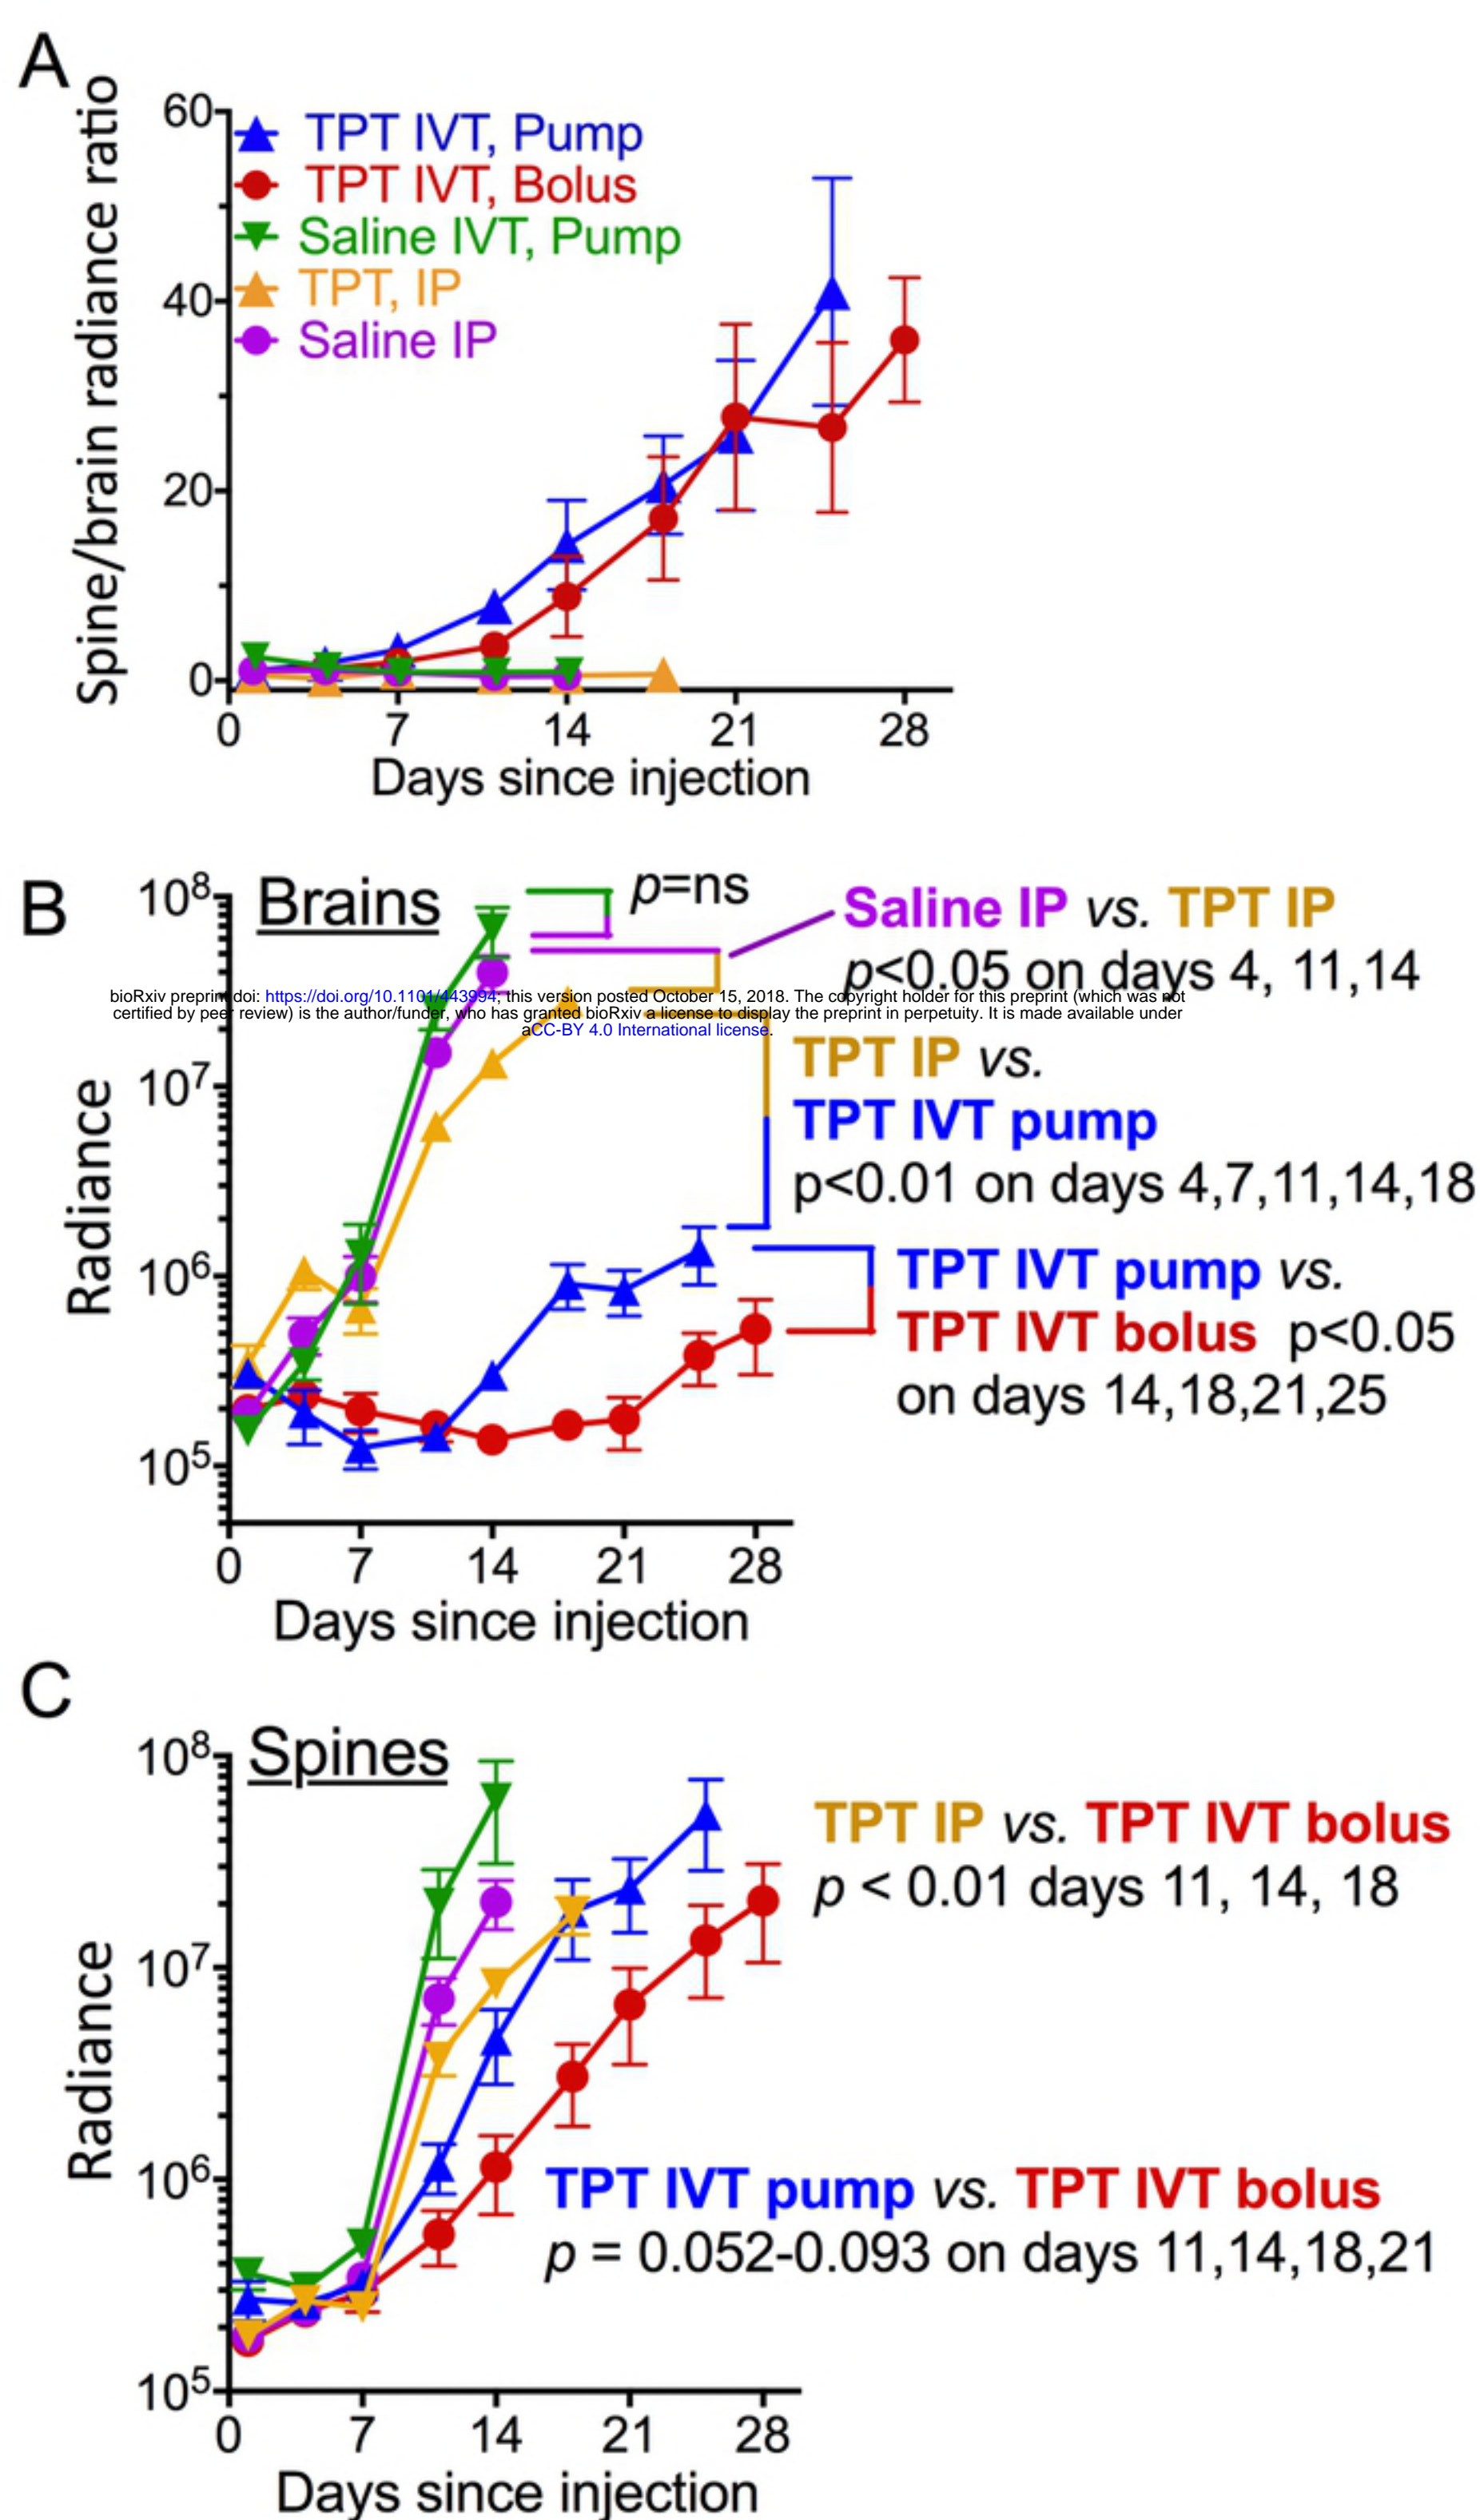 A
Spine/brain radiance ratio
60
40
20
0
TPT IVT, Pump
TPT IVT, Bolus
Saline IVT, Pump
TPT, IP
Saline IP
0 7 14 21 28
Days since injection
B
Brains
Radiance
10⁸
10⁷
10⁶
10⁵
p=ns
Saline IP vs. TPT IP
p<0.05 on days 4, 11,14
bioRxiv preprint doi: https://doi.org/10.1101/443994; this version posted October 15, 2018. The copyright holder for this preprint (which was not
certified by peer review) is the author/funder, who has granted bioRxiv a license to display the preprint in perpetuity. It is made available under
aCC-BY 4.0 International license.
TPT IP vs.
TPT IVT pump
p<0.01 on days 4,7,11,14,18
TPT IVT pump vs.
TPT IVT bolus p<0.05
on days 14,18,21,25
0 7 14 21 28
Days since injection
C
Spines
Radiance
10⁸
10⁷
10⁶
10⁵
TPT IP vs. TPT IVT bolus
p < 0.01 days 11, 14, 18
TPT IVT pump vs. TPT IVT bolus
p = 0.052-0.093 on days 11,14,18,21
0 7 14 21 28
Days since injection